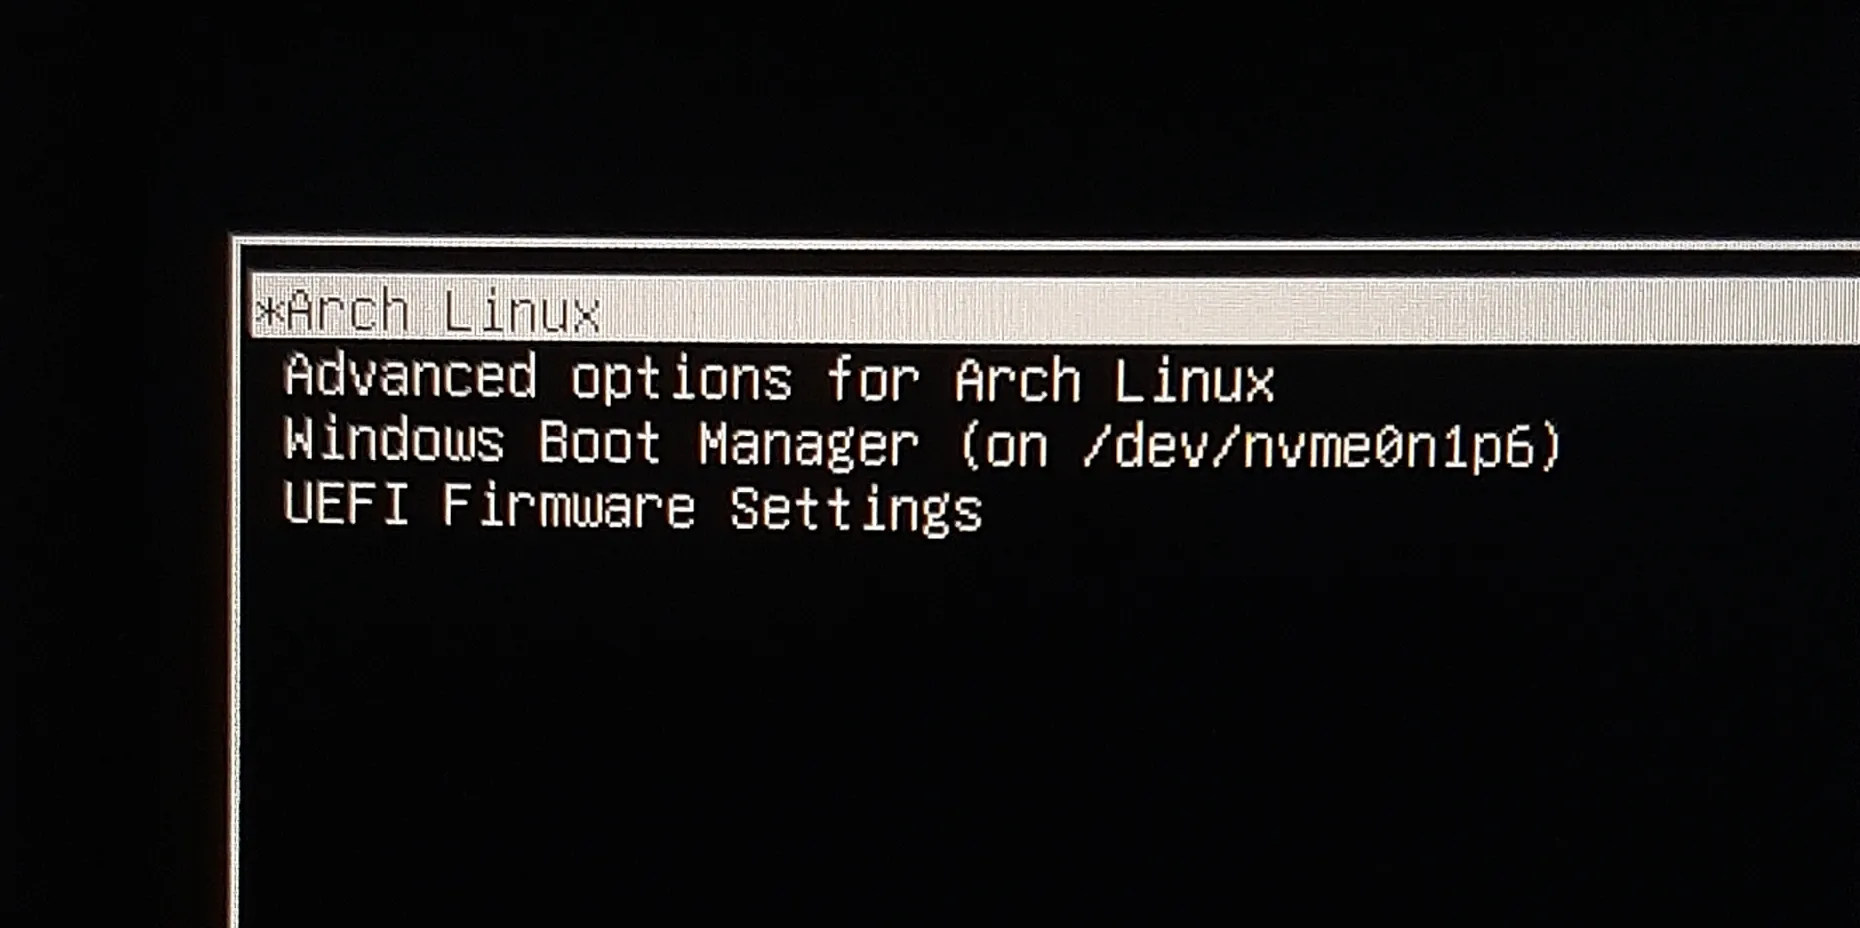 *Arch Linux
Advanced options for Arch Linux
Windows Boot Manager (on /dev/nvme0n1p6)
UEFI Firmware Settings